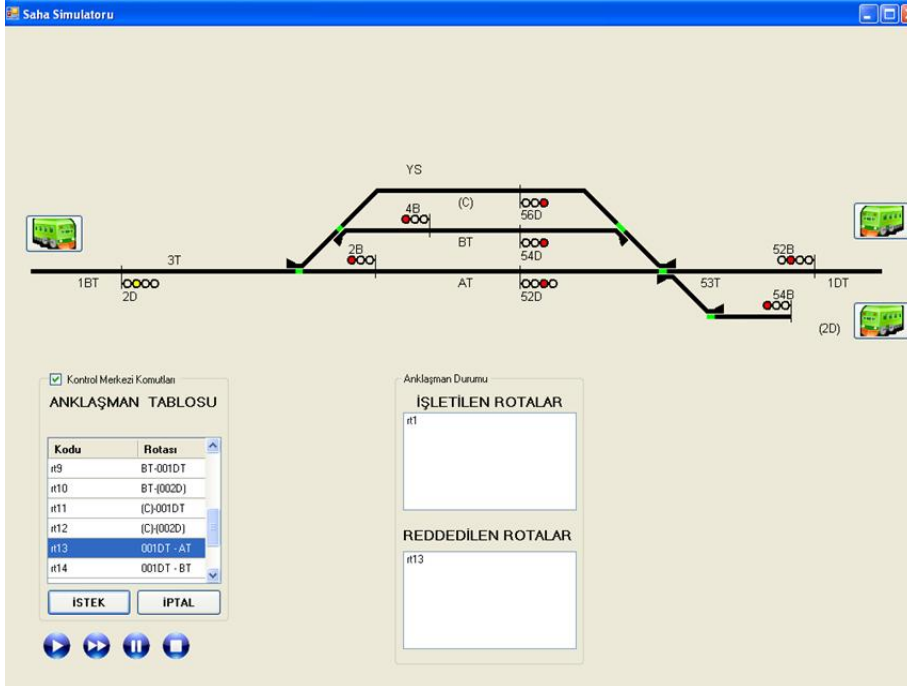 Saha Simulatoru
YS
(C)
4B
56D
BT
54D
2B
3T
52B
1BT
2D
AT
52D
53T
1DT
54B
(2D)
Kontrol Merkezi Komutları
ANKLAŞMAN TABLOSU
Kodu Rotası
rt9 BT-001DT
rt10 BT-(002D)
rt11 (C)-001DT
rt12 (C)-(002D)
rt13 001DT - AT
rt14 001DT - BT
İSTEK İPTAL
Anklaşman Durumu
İŞLETİLEN ROTALAR
rt1
REDDEDİLEN ROTALAR
rt13